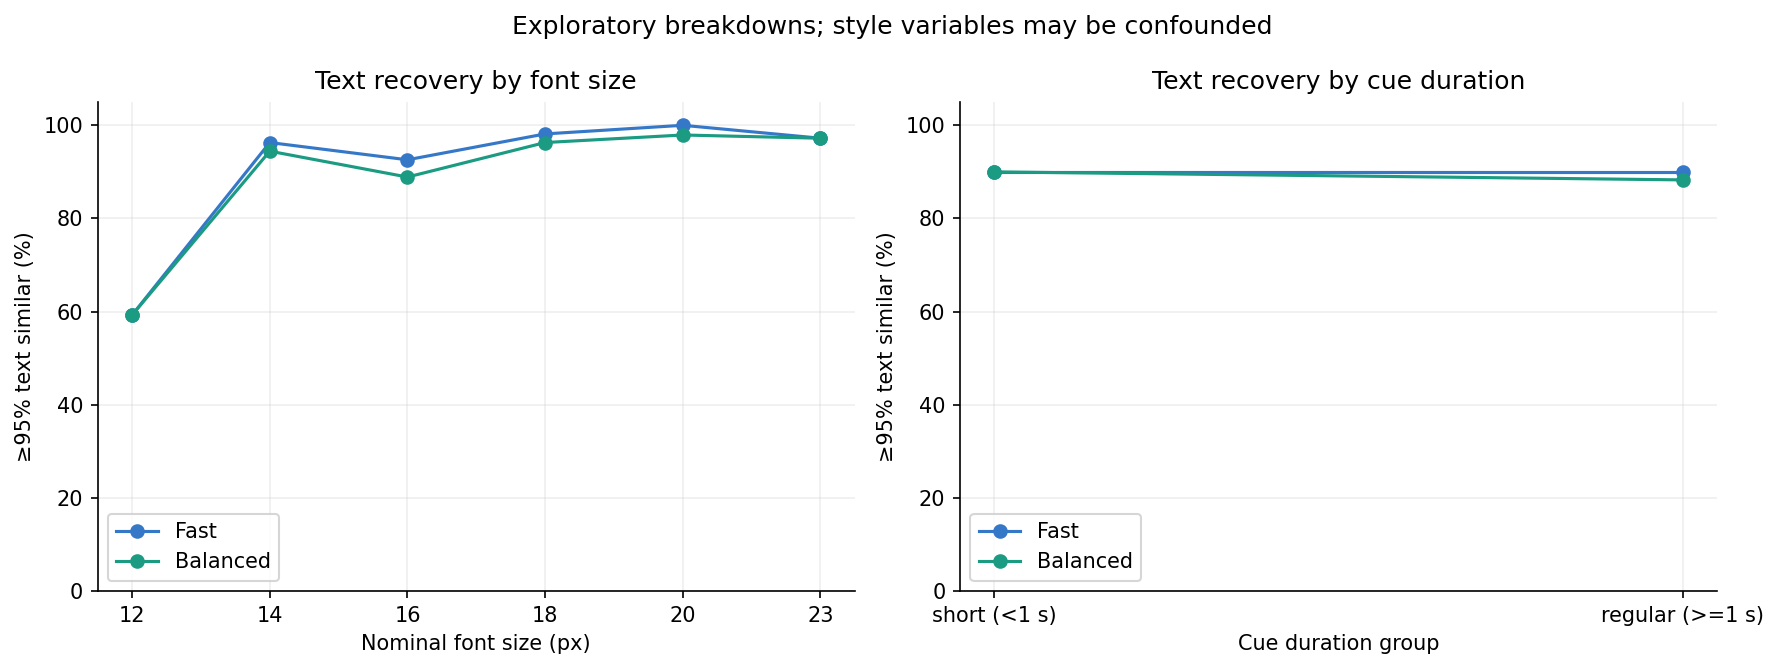 Exploratory breakdowns; style variables may be confounded
Text recovery by font size
≥95% text similar (%)
100
80
60
40
20
0
Fast
Balanced
12 14 16 18 20 23
Nominal font size (px)
Text recovery by cue duration
≥95% text similar (%)
100
80
60
40
20
0
Fast
Balanced
short (<1 s) regular (>=1 s)
Cue duration group